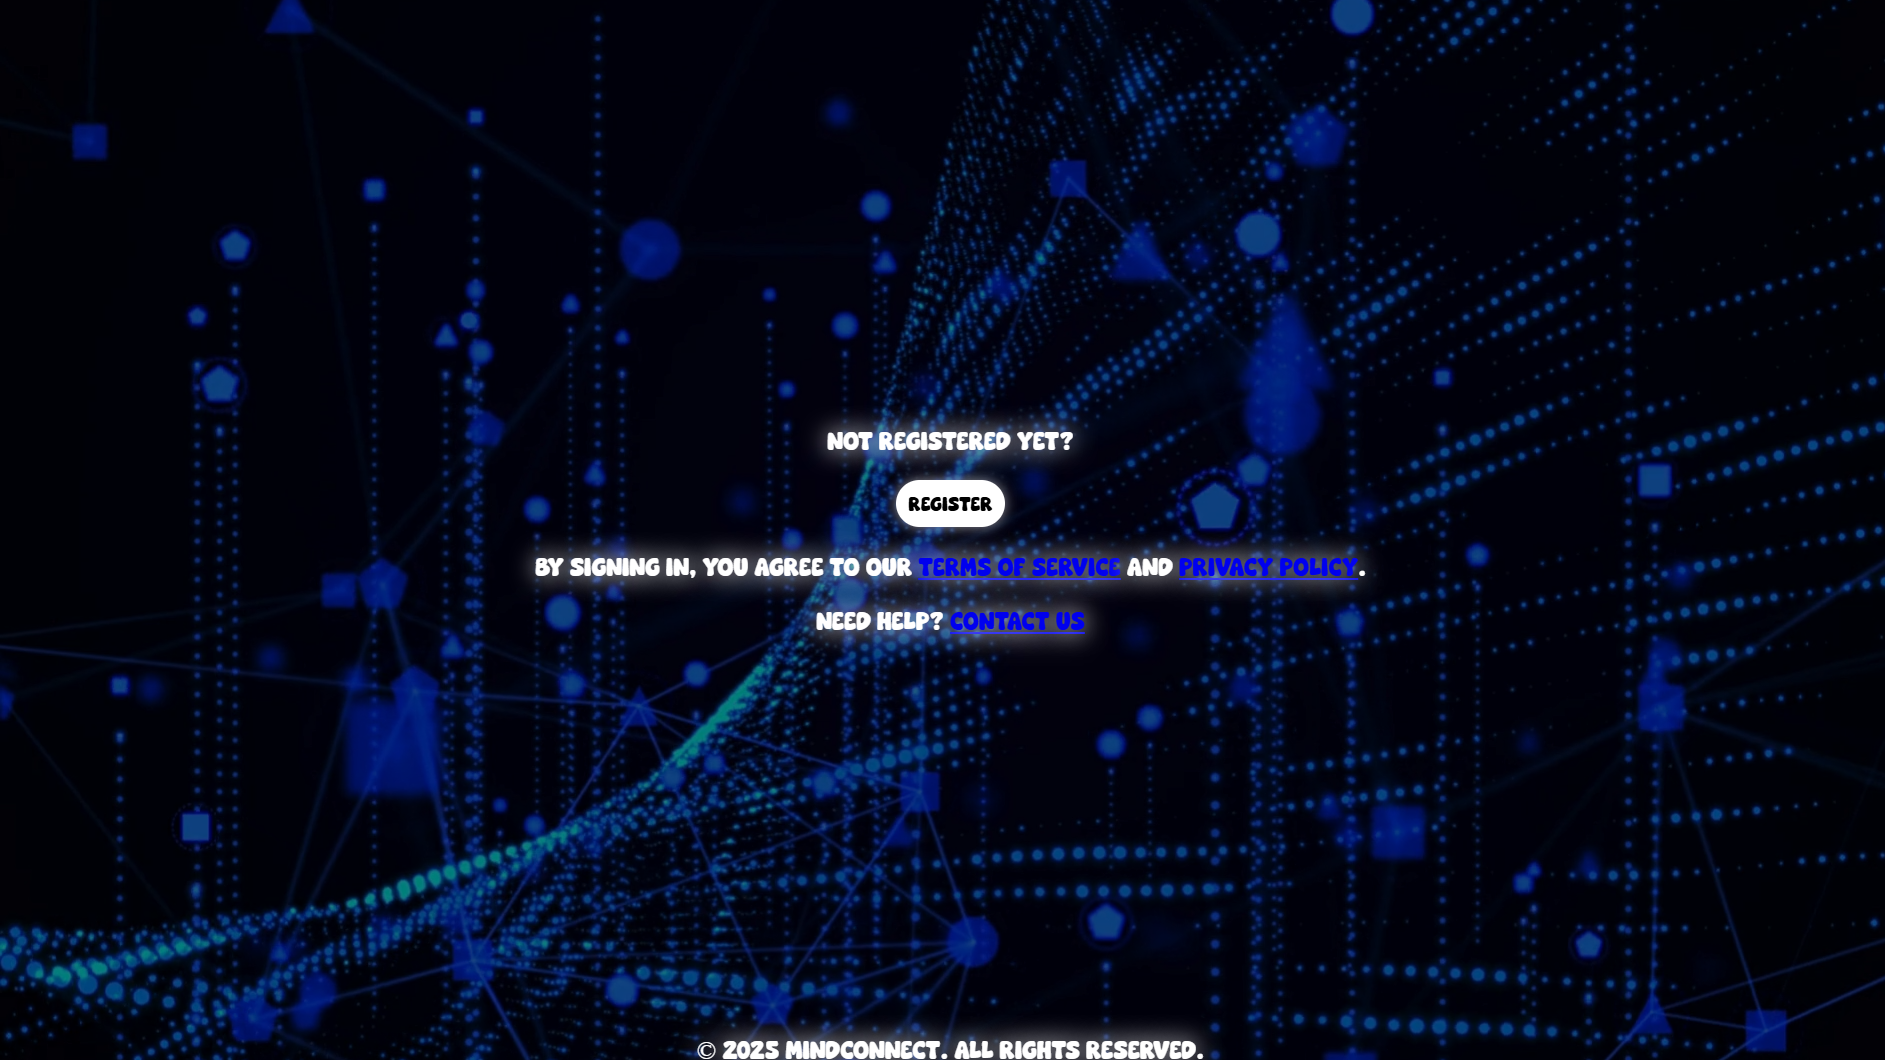 NOT REGISTERED YET?
REGISTER
BY SIGNING IN, YOU AGREE TO OUR TERMS OF SERVICE AND PRIVACY POLICY.
NEED HELP? CONTACT US
© 2025 MINDCONNECT. ALL RIGHTS RESERVED.